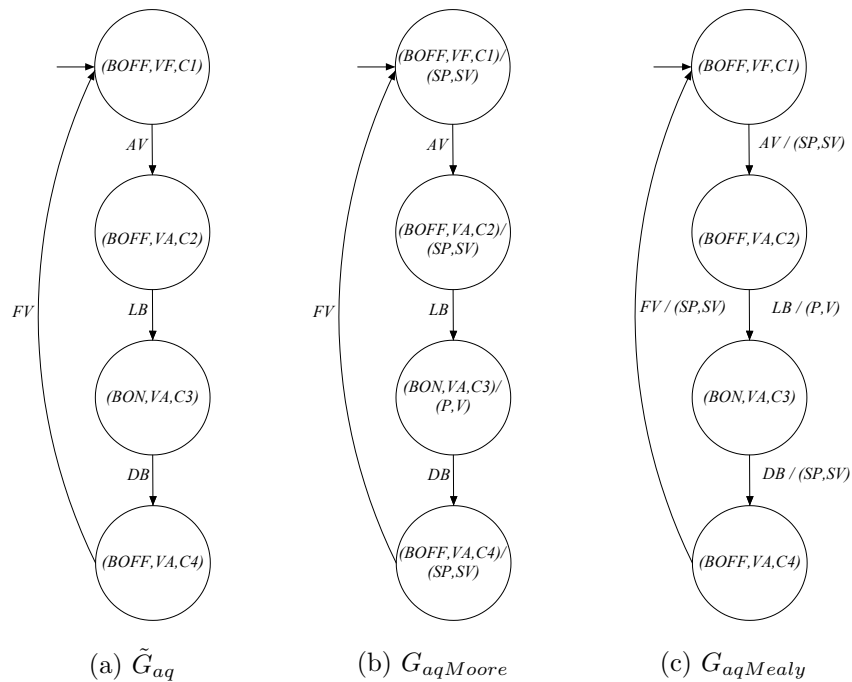 (BOFF,VF,C1)
AV
(BOFF,VA,C2)
FV
LB
(BON,VA,C3)
DB
(BOFF,VA,C4)
(a) G̃aq
(BOFF,VF,C1)/
(SP,SV)
AV
(BOFF,VA,C2)/
(SP,SV)
FV
LB
(BON,VA,C3)/
(P,V)
DB
(BOFF,VA,C4)/
(SP,SV)
(b) GaqMoore
(BOFF,VF,C1)
AV / (SP,SV)
(BOFF,VA,C2)
FV / (SP,SV)
LB / (P,V)
(BON,VA,C3)
DB / (SP,SV)
(BOFF,VA,C4)
(c) GaqMealy